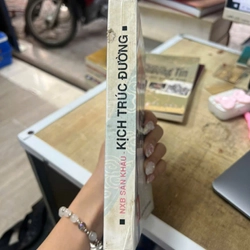 KỊCH TRÚC ĐƯỜNG
NXB SÂN KHẤU